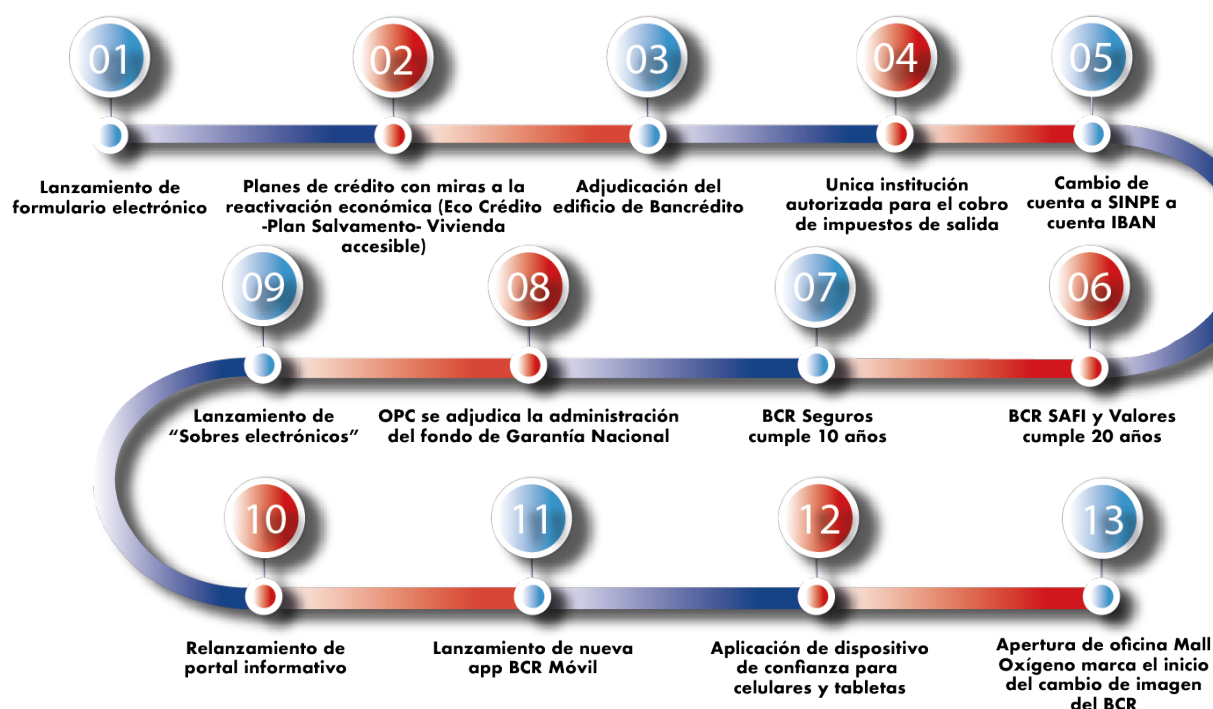 01
Lanzamiento de
formulario electrónico
02
Planes de crédito con miras a la
reactivación económica (Eco Crédito
-Plan Salvamento- Vivienda
accesible)
03
Adjudicación del
edificio de Bancrédito
04
Unica institución
autorizada para el cobro
de impuestos de salida
05
Cambio de
cuenta a SINPE a
cuenta IBAN
06
BCR SAFI y Valores
cumple 20 años
07
BCR Seguros
cumple 10 años
08
OPC se adjudica la administración
del fondo de Garantía Nacional
09
Lanzamiento de
“Sobres electrónicos”
10
Relanzamiento de
portal informativo
11
Lanzamiento de nueva
app BCR Móvil
12
Aplicación de dispositivo
de confianza para
celulares y tabletas
13
Apertura de oficina Mall
Oxígeno marca el inicio
del cambio de imagen
del BCR